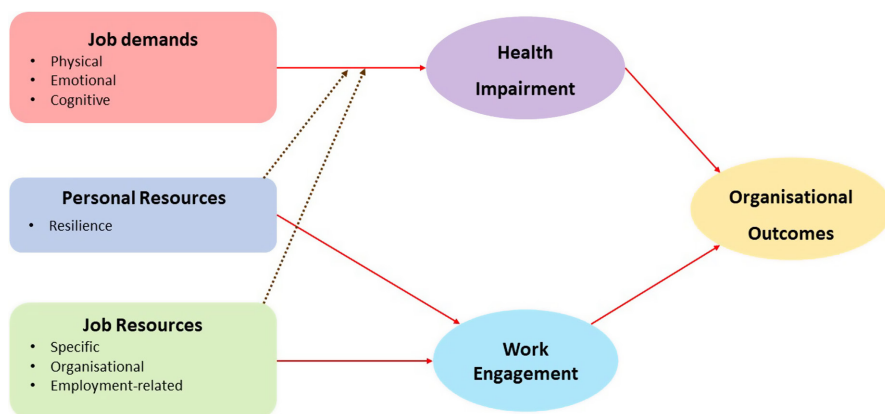 Job demands
• Physical
• Emotional
• Cognitive
Health
Impairment
Personal Resources
• Resilience
Organisational
Outcomes
Job Resources
• Specific
• Organisational
• Employment-related
Work
Engagement